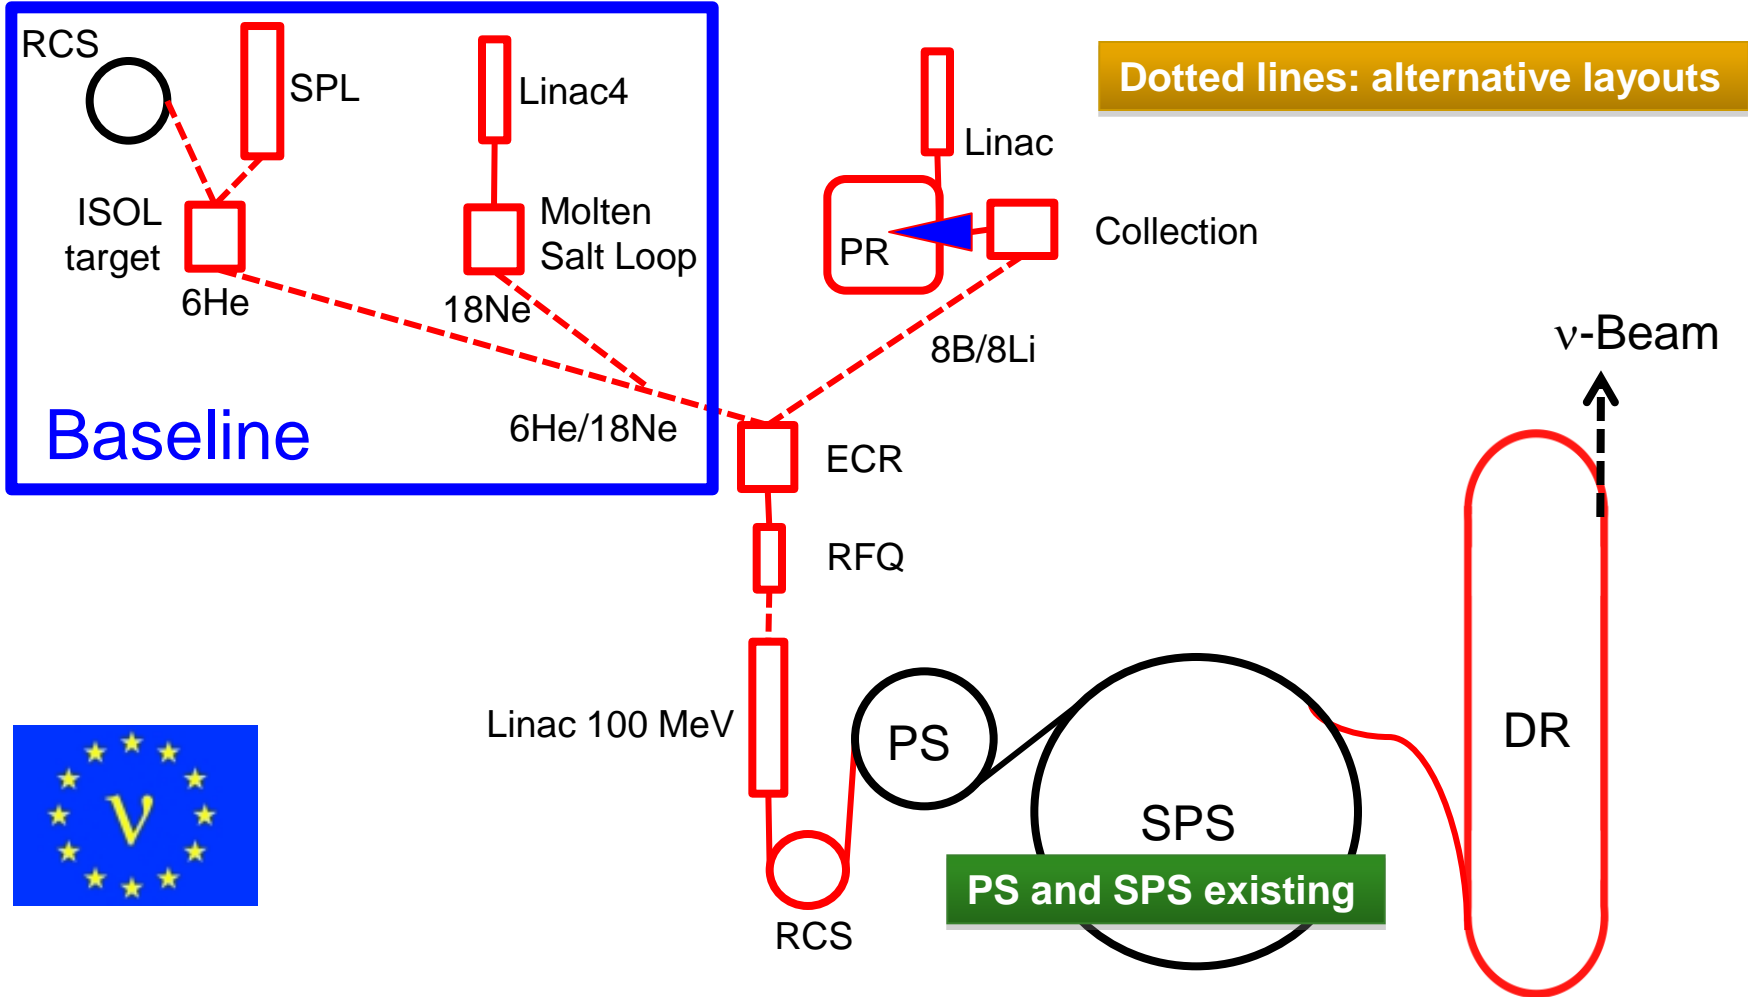 RCS
SPL
Linac4
Linac
Dotted lines: alternative layouts
ISOL
target
Molten
Salt Loop
PR
Collection
6He
18Ne
8B/8Li
ν-Beam
Baseline
6He/18Ne
ECR
RFQ
Linac 100 MeV
PS
DR
SPS
ν
PS and SPS existing
RCS